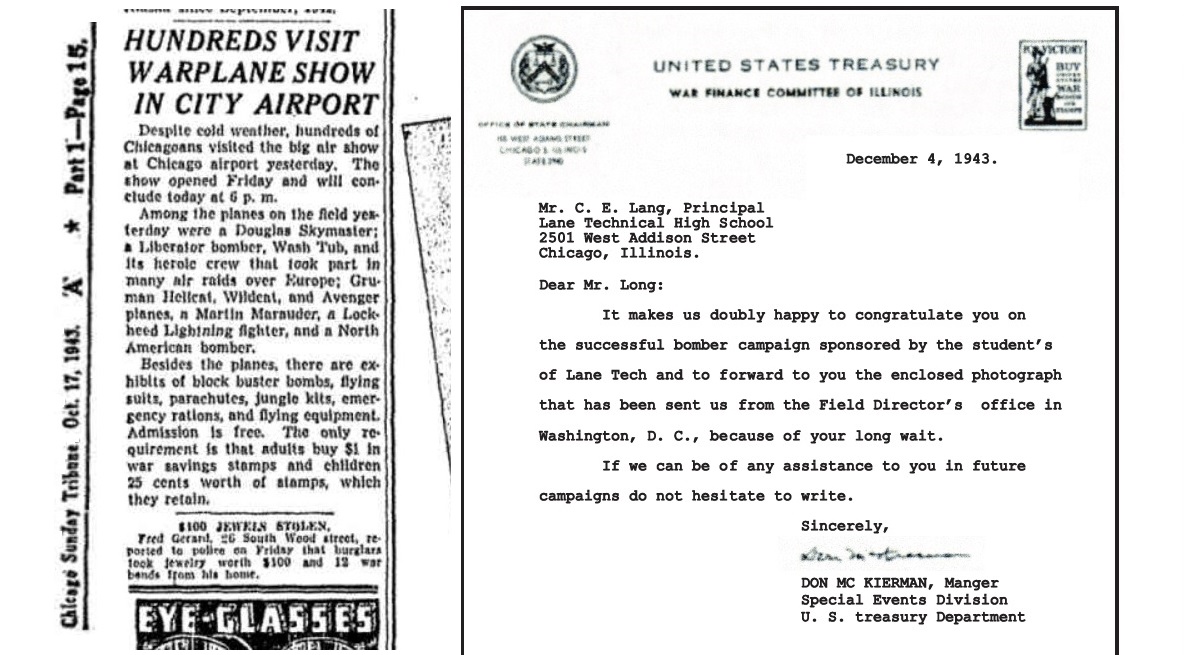 HUNDREDS VISIT
WARPLANE SHOW
IN CITY AIRPORT
Despite cold weather, hundreds of
Chicagoans visited the big air show
at Chicago airport yesterday. The
show opened Friday and will con-
clude today at 6 p. m.
Among the planes on the field yes-
terday were a Douglas Skymaster;
a Liberator bomber, Wash Tub, and
its heroic crew that took part in
many air raids over Europe; Gru-
man Hellcat, Wildcat, and Avenger
planes, a Martin Marauder, a Lock-
heed Lightning fighter, and a North
American bomber.
Besides the planes, there are ex-
hibits of block buster bombs, flying
suits, parachutes, jungle kits, emer-
gency rations, and flying equipment.
Admission is free. The only re-
quirement is that adults buy $1 in
war savings stamps and children
25 cents worth of stamps, which
they retain.
$100 JEWELS STOLEN.
Fred Gerard, 26 South Wood street, re-
ported to police on Friday that burglars
took jewelry worth $100 and 12 war
bonds from his home.
EYE-GLASSES
Chicago Sunday Tribune Oct. 17, 1943. 'A' ★ Part 1—Page 15.
UNITED STATES TREASURY
WAR FINANCE COMMITTEE OF ILLINOIS
OFFICE OF STATE CHAIRMAN
WEST ADAMS STREET
CHICAGO ILLINOIS
FOR VICTORY
BUY
UNITED
STATES
WAR
BONDS
AND
STAMPS
December 4, 1943.
Mr. C. E. Lang, Principal
Lane Technical High School
2501 West Addison Street
Chicago, Illinois.
Dear Mr. Long:
It makes us doubly happy to congratulate you on
the successful bomber campaign sponsored by the student's
of Lane Tech and to forward to you the enclosed photograph
that has been sent us from the Field Director's office in
Washington, D. C., because of your long wait.
If we can be of any assistance to you in future
campaigns do not hesitate to write.
Sincerely,
DON MC KIERMAN, Manger
Special Events Division
U. S. treasury Department